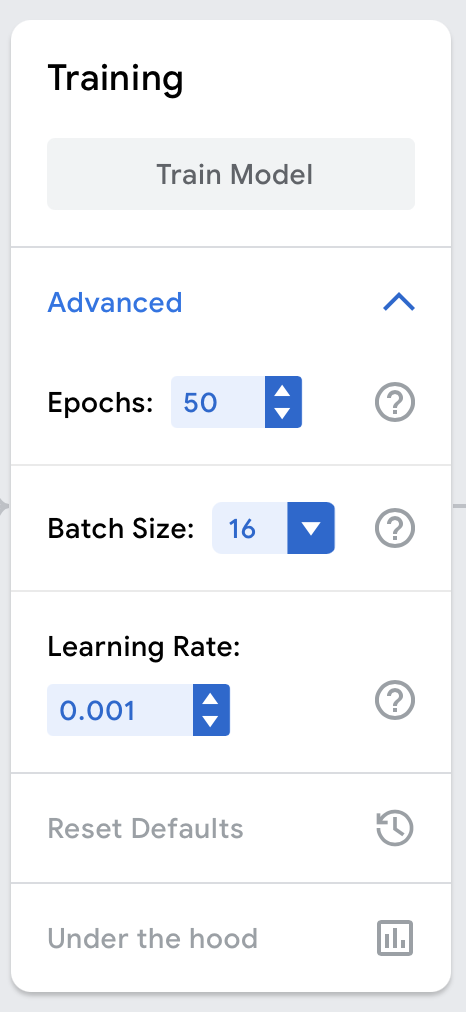 Training
Train Model
Advanced
Epochs: 50
Batch Size: 16
Learning Rate:
0.001
Reset Defaults
Under the hood